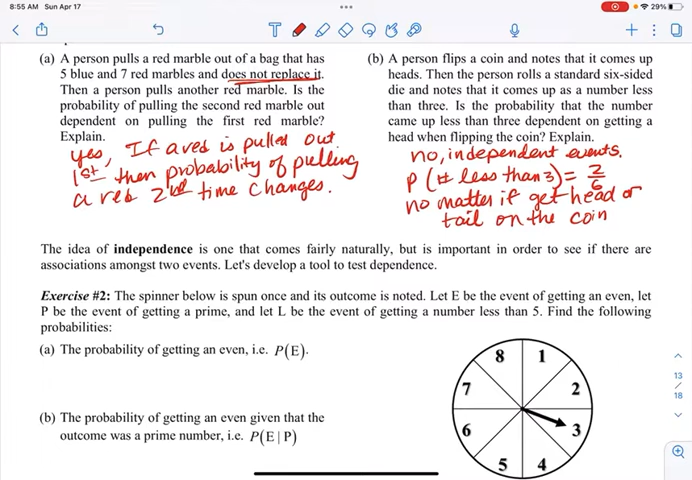 8:55 AM Sun Apr 17
29%
(a) A person pulls a red marble out of a bag that has
5 blue and 7 red marbles and does not replace it.
Then a person pulls another red marble. Is the
probability of pulling the second red marble out
dependent on pulling the first red marble?
Explain.
yes, If a red is pulled out
1st then probability of pulling
a red 2nd time changes.
(b) A person flips a coin and notes that it comes up
heads. Then the person rolls a standard six-sided
die and notes that it comes up as a number less
than three. Is the probability that the number
came up less than three dependent on getting a
head when flipping the coin? Explain.
no, independent events.
P (# less than 3) = 2/6
no matter if get head or
tail on the coin
The idea of independence is one that comes fairly naturally, but is important in order to see if there are
associations amongst two events. Let's develop a tool to test dependence.
Exercise #2: The spinner below is spun once and its outcome is noted. Let E be the event of getting an even, let
P be the event of getting a prime, and let L be the event of getting a number less than 5. Find the following
probabilities:
(a) The probability of getting an even, i.e. P(E).
(b) The probability of getting an even given that the
outcome was a prime number, i.e. P(E | P)
8 1
7 2
6 3
5 4
13
/
18